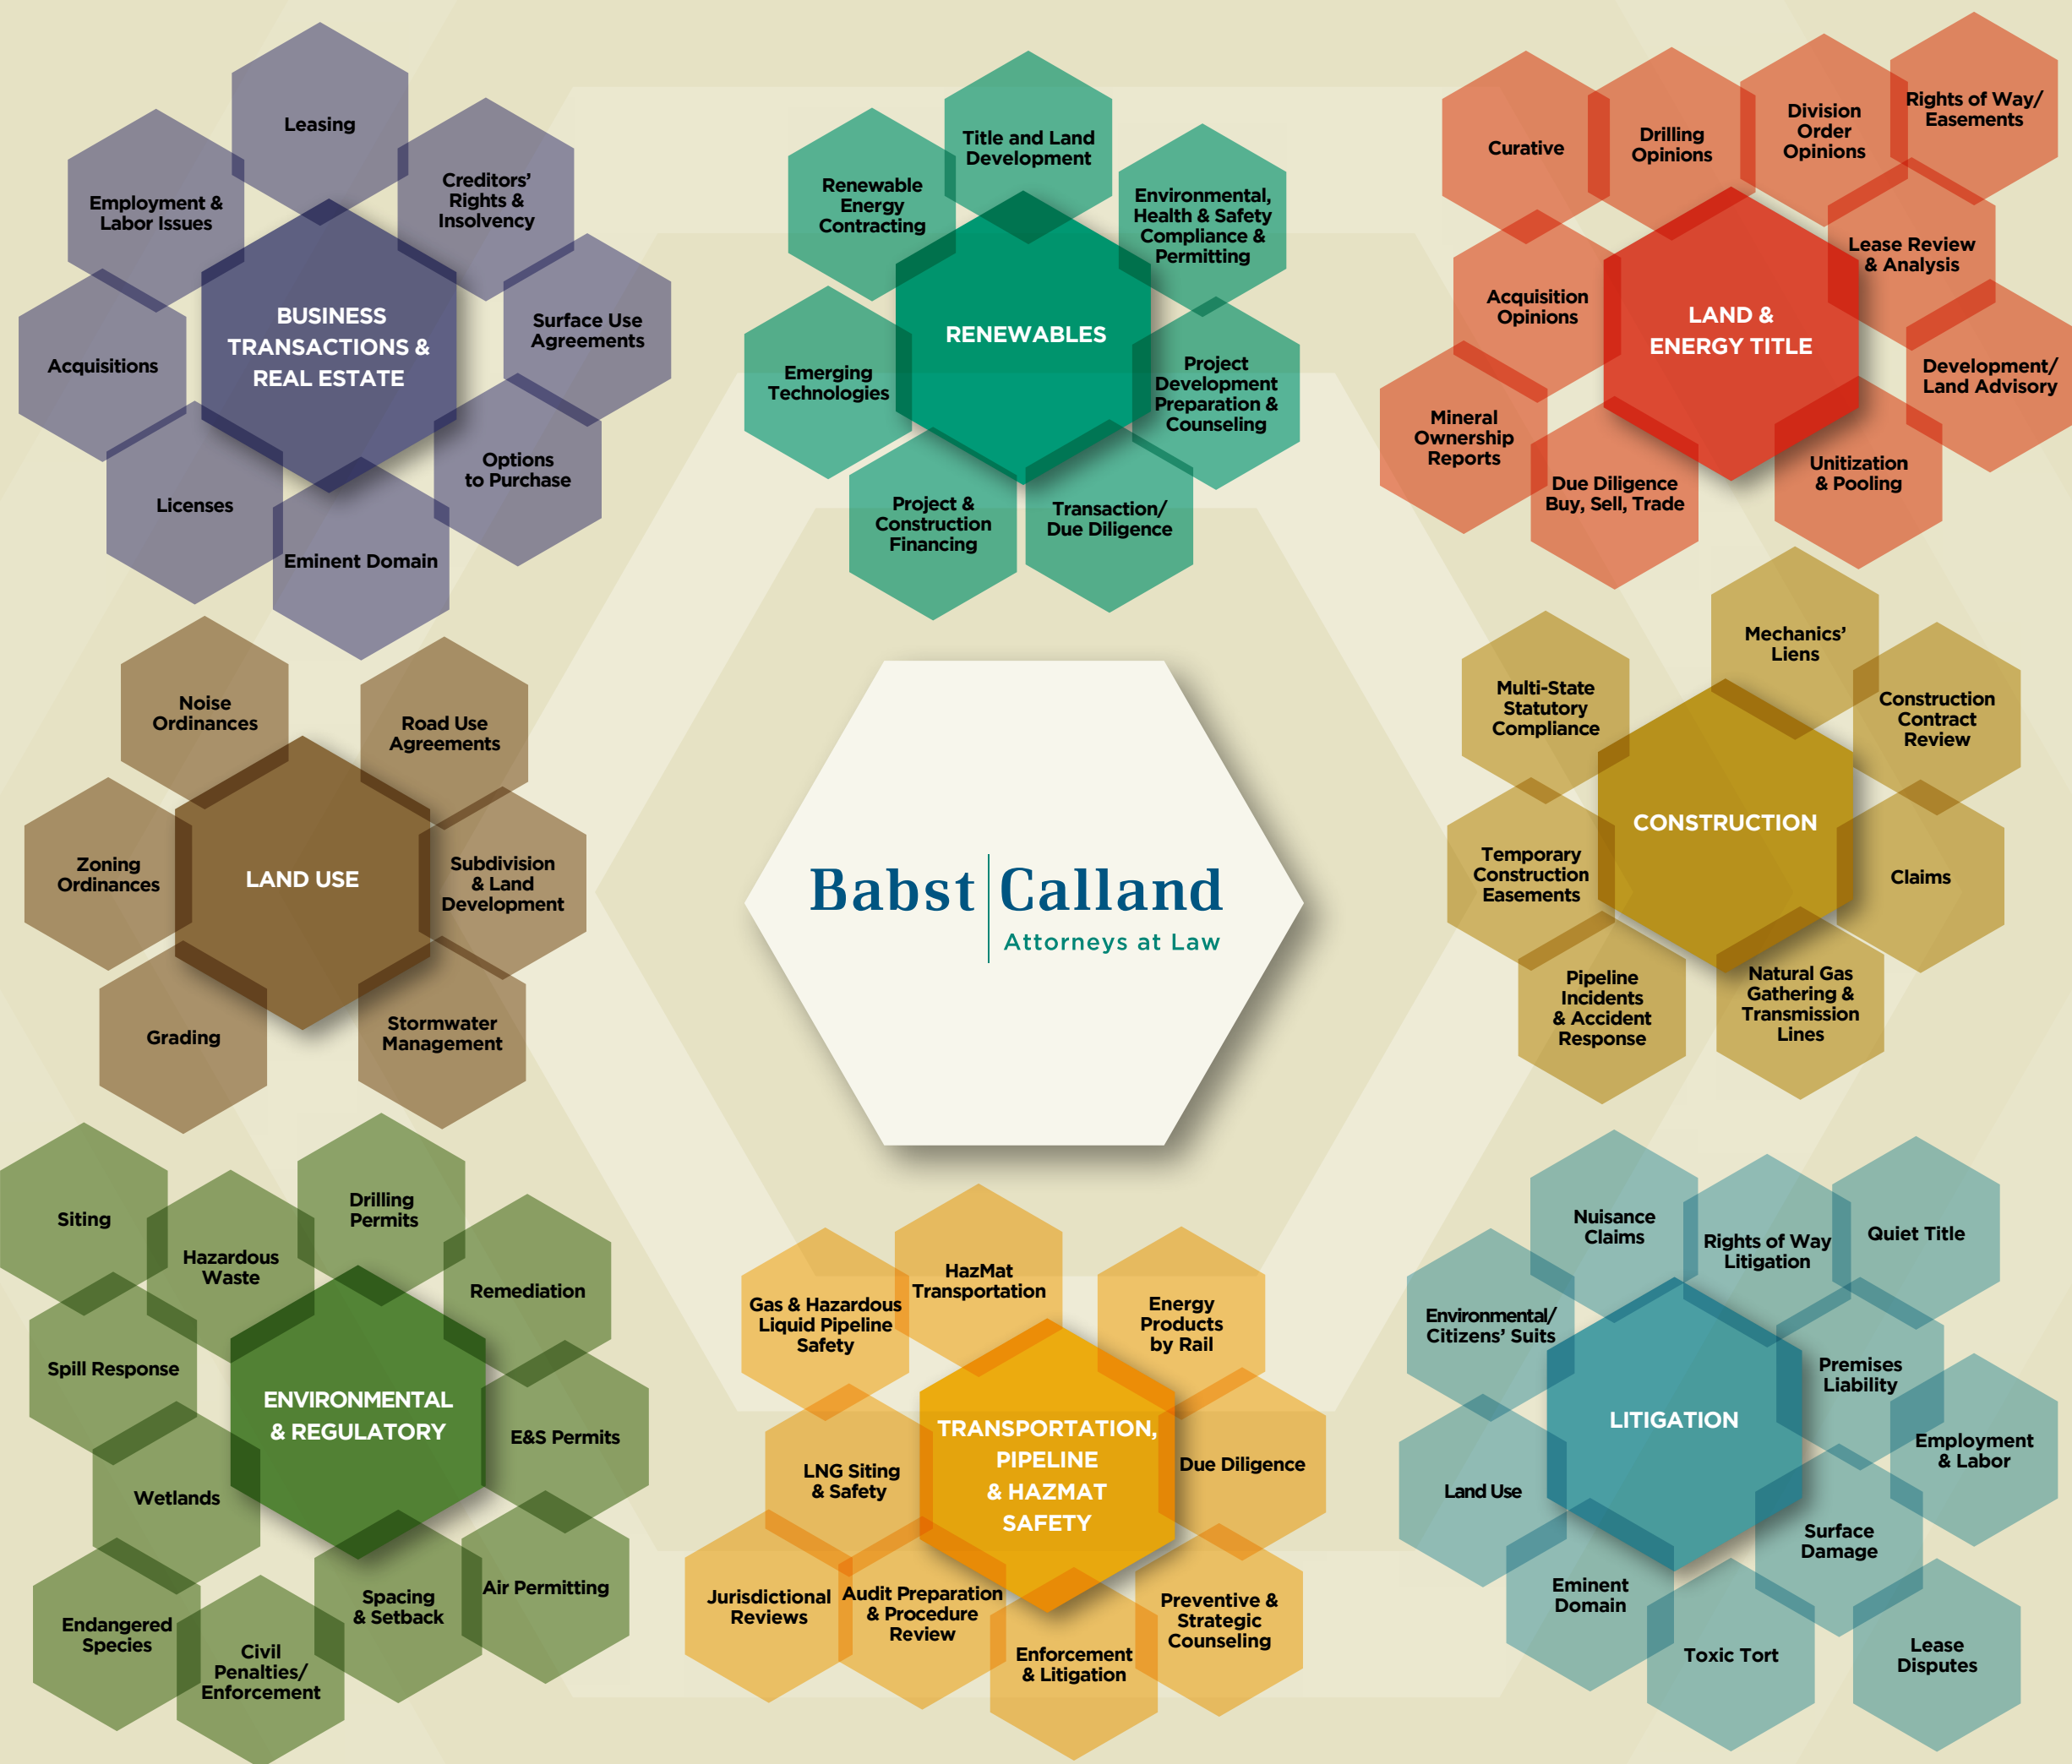 Leasing
Employment &
Labor Issues
Creditors’
Rights &
Insolvency
BUSINESS
TRANSACTIONS &
REAL ESTATE
Surface Use
Agreements
Acquisitions
Options
to Purchase
Licenses
Eminent Domain
Title and Land
Development
Renewable
Energy
Contracting
Environmental,
Health & Safety
Compliance &
Permitting
RENEWABLES
Emerging
Technologies
Project
Development
Preparation &
Counseling
Project &
Construction
Financing
Transaction/
Due Diligence
Curative
Drilling
Opinions
Division
Order
Opinions
Rights of Way/
Easements
Lease Review
& Analysis
Acquisition
Opinions
LAND &
ENERGY TITLE
Development/
Land Advisory
Mineral
Ownership
Reports
Due Diligence
Buy, Sell, Trade
Unitization
& Pooling
Noise
Ordinances
Road Use
Agreements
Zoning
Ordinances
LAND USE
Subdivision
& Land
Development
Grading
Stormwater
Management
Babst Calland
Attorneys at Law
Mechanics’
Liens
Multi-State
Statutory
Compliance
Construction
Contract
Review
CONSTRUCTION
Temporary
Construction
Easements
Claims
Pipeline
Incidents
& Accident
Response
Natural Gas
Gathering &
Transmission
Lines
Siting
Hazardous
Waste
Drilling
Permits
Remediation
Spill Response
ENVIRONMENTAL
& REGULATORY
E&S Permits
Wetlands
Air Permitting
Spacing
& Setback
Endangered
Species
Civil
Penalties/
Enforcement
HazMat
Transportation
Gas & Hazardous
Liquid Pipeline
Safety
Energy
Products
by Rail
TRANSPORTATION,
PIPELINE
& HAZMAT
SAFETY
LNG Siting
& Safety
Due Diligence
Jurisdictional
Reviews
Audit Preparation
& Procedure
Review
Preventive &
Strategic
Counseling
Enforcement
& Litigation
Nuisance
Claims
Rights of Way
Litigation
Quiet Title
Environmental/
Citizens’ Suits
Premises
Liability
LITIGATION
Employment
& Labor
Land Use
Surface
Damage
Eminent
Domain
Toxic Tort
Lease
Disputes